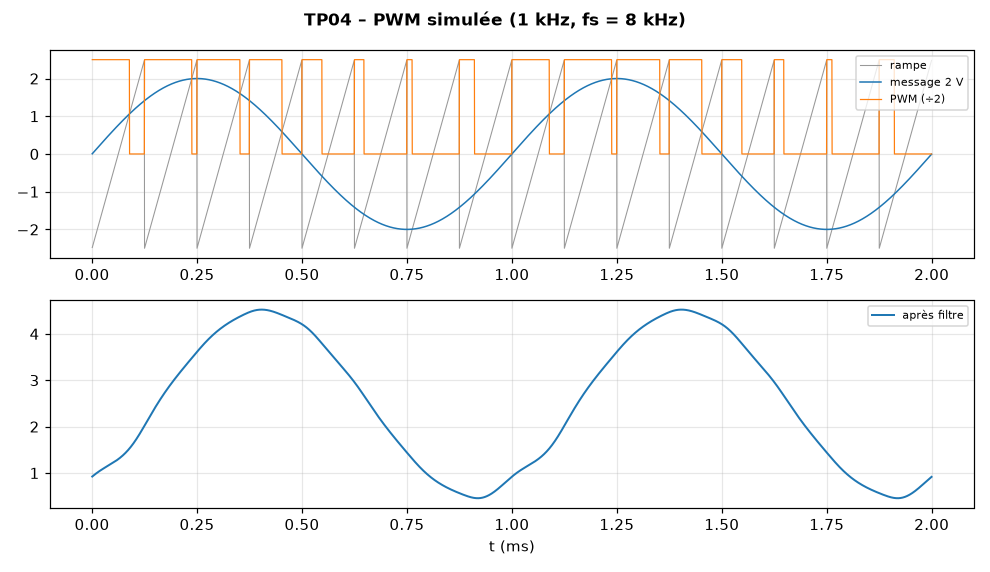 TP04 – PWM simulée (1 kHz, fs = 8 kHz)
rampe
message 2 V
PWM (÷2)
2
1
0
−1
−2
0.00 0.25 0.50 0.75 1.00 1.25 1.50 1.75 2.00
après filtre
4
3
2
1
0.00 0.25 0.50 0.75 1.00 1.25 1.50 1.75 2.00
t (ms)